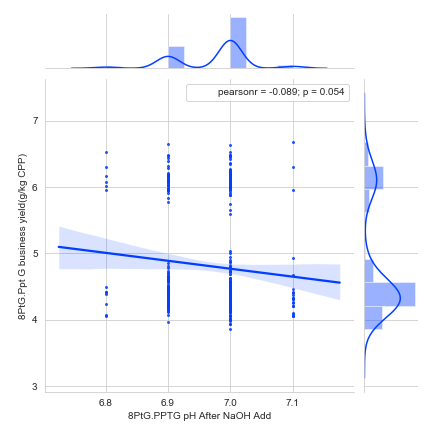 pearsonr = -0.089; p = 0.054
7
6
5
4
3
8PtG.Ppt G business yield(g/kg CPP)
6.8 6.9 7.0 7.1
8PtG.PPTG pH After NaOH Add